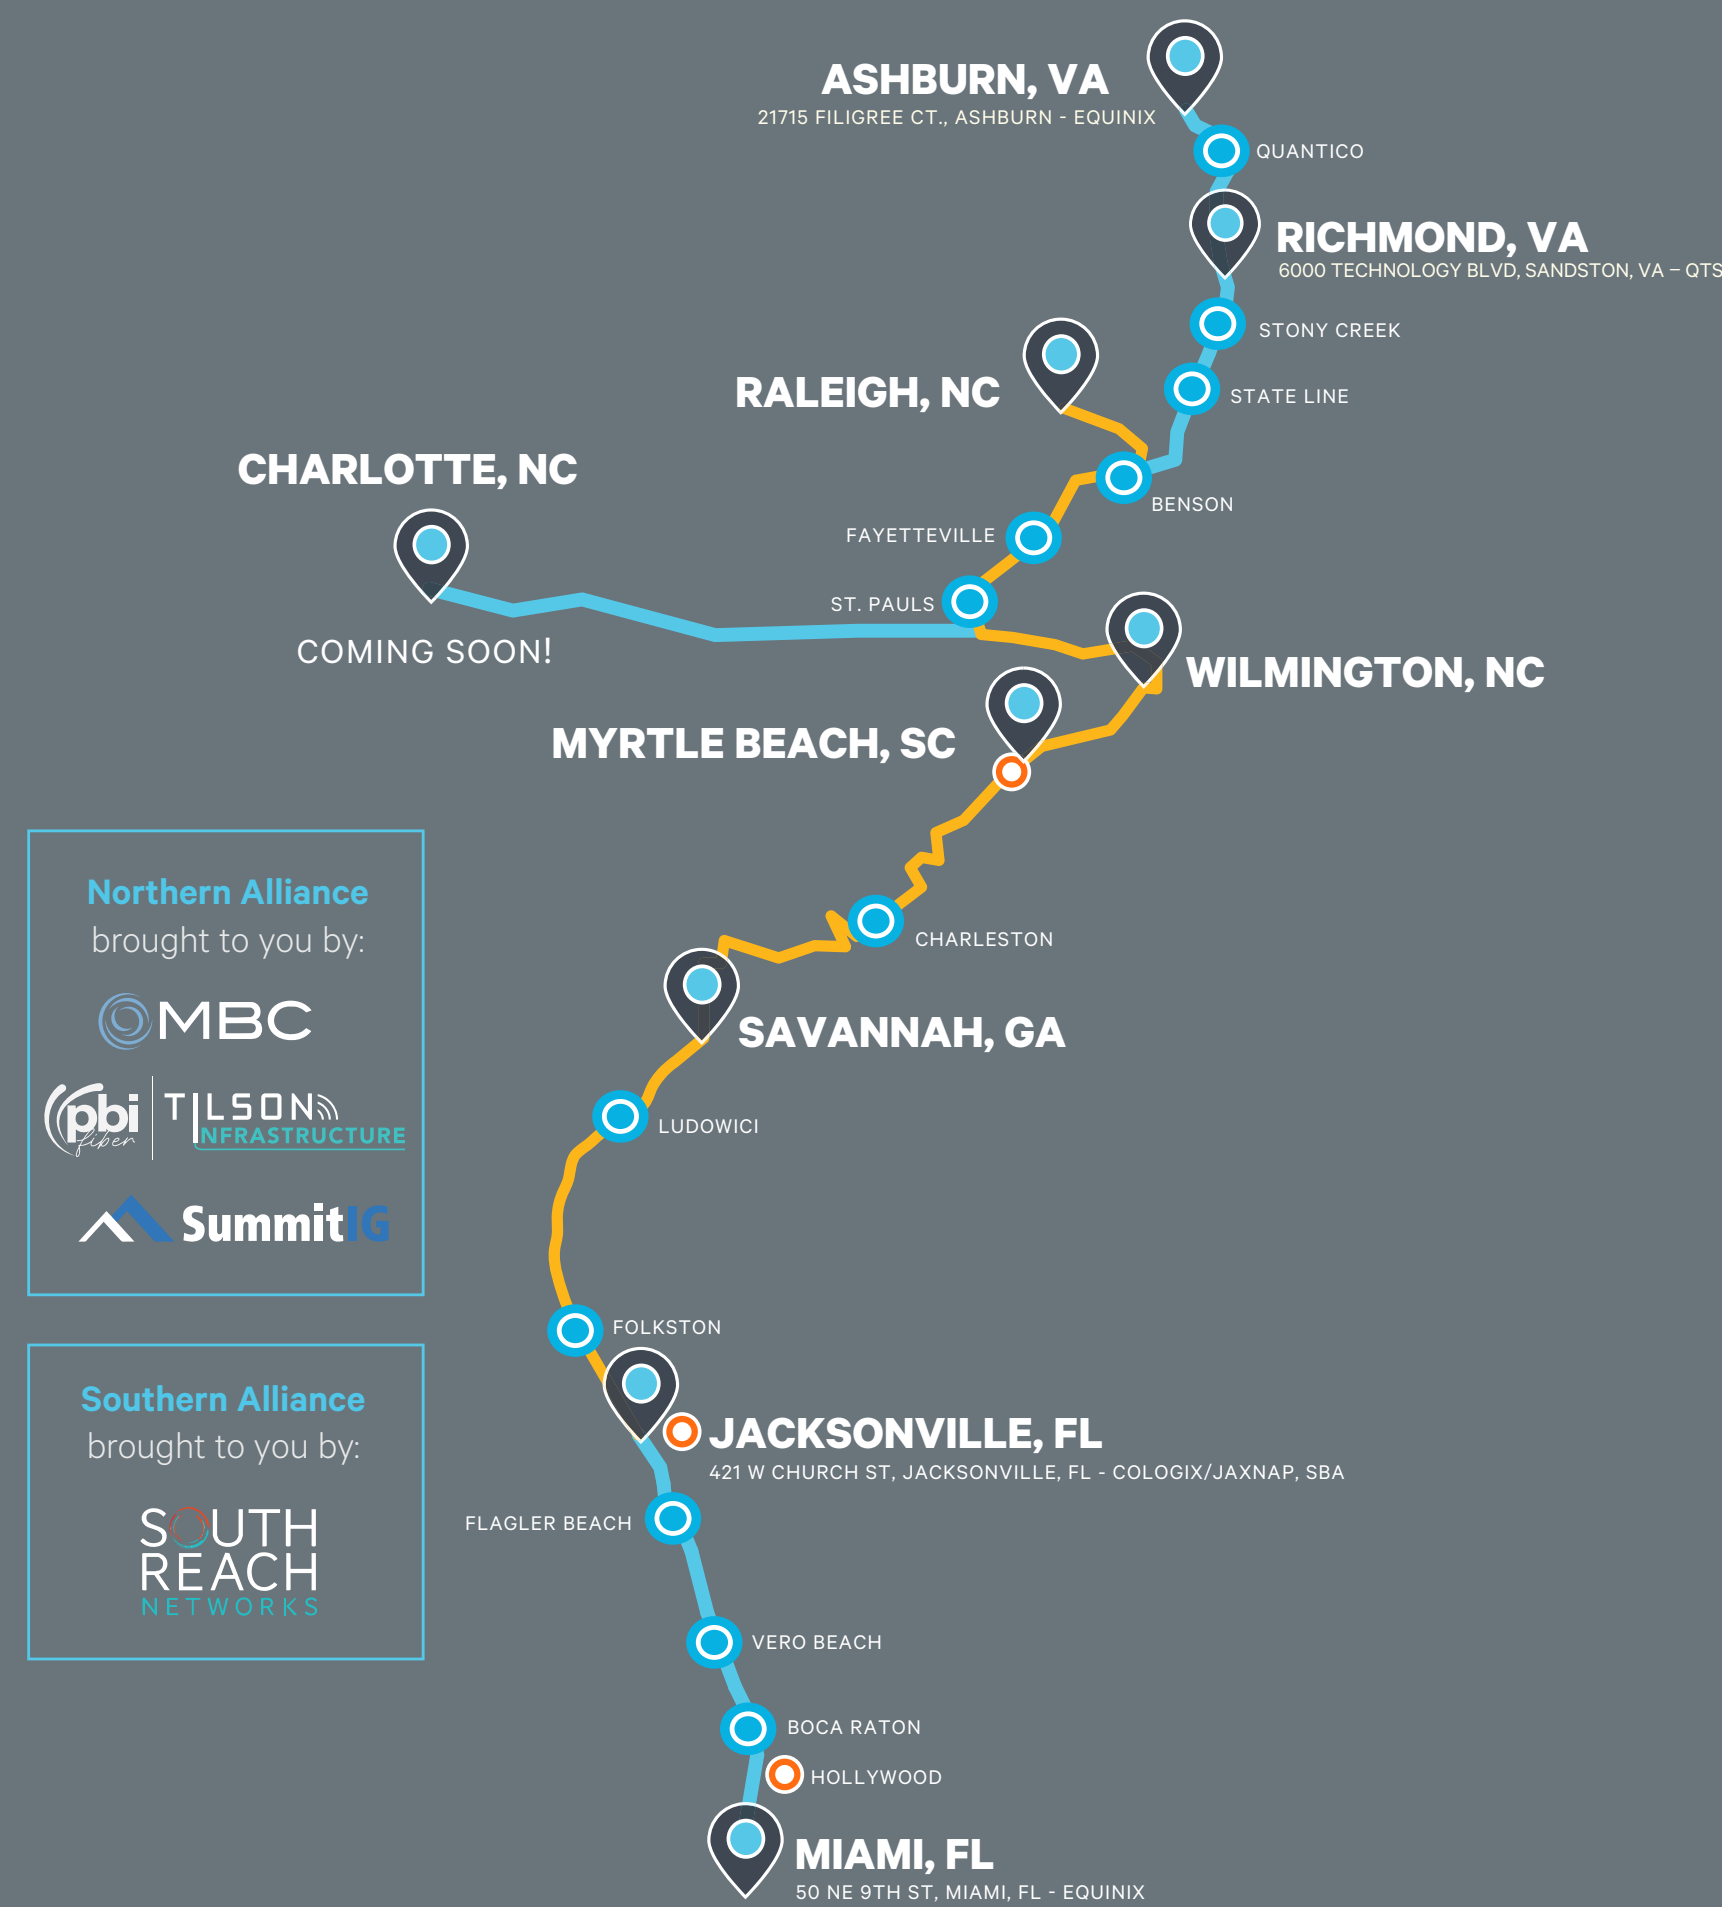 ASHBURN, VA
21715 FILIGREE CT., ASHBURN - EQUINIX
QUANTICO
RICHMOND, VA
6000 TECHNOLOGY BLVD, SANDSTON, VA – QTS
STONY CREEK
RALEIGH, NC
STATE LINE
CHARLOTTE, NC
BENSON
FAYETTEVILLE
ST. PAULS
COMING SOON!
WILMINGTON, NC
MYRTLE BEACH, SC
Northern Alliance
brought to you by:
MBC
pbi
fiber
TILSON
INFRASTRUCTURE
SummitIG
CHARLESTON
SAVANNAH, GA
LUDOWICI
FOLKSTON
Southern Alliance
brought to you by:
SOUTH
REACH
NETWORKS
JACKSONVILLE, FL
421 W CHURCH ST, JACKSONVILLE, FL - COLOGIX/JAXNAP, SBA
FLAGLER BEACH
VERO BEACH
BOCA RATON
HOLLYWOOD
MIAMI, FL
50 NE 9TH ST, MIAMI, FL - EQUINIX